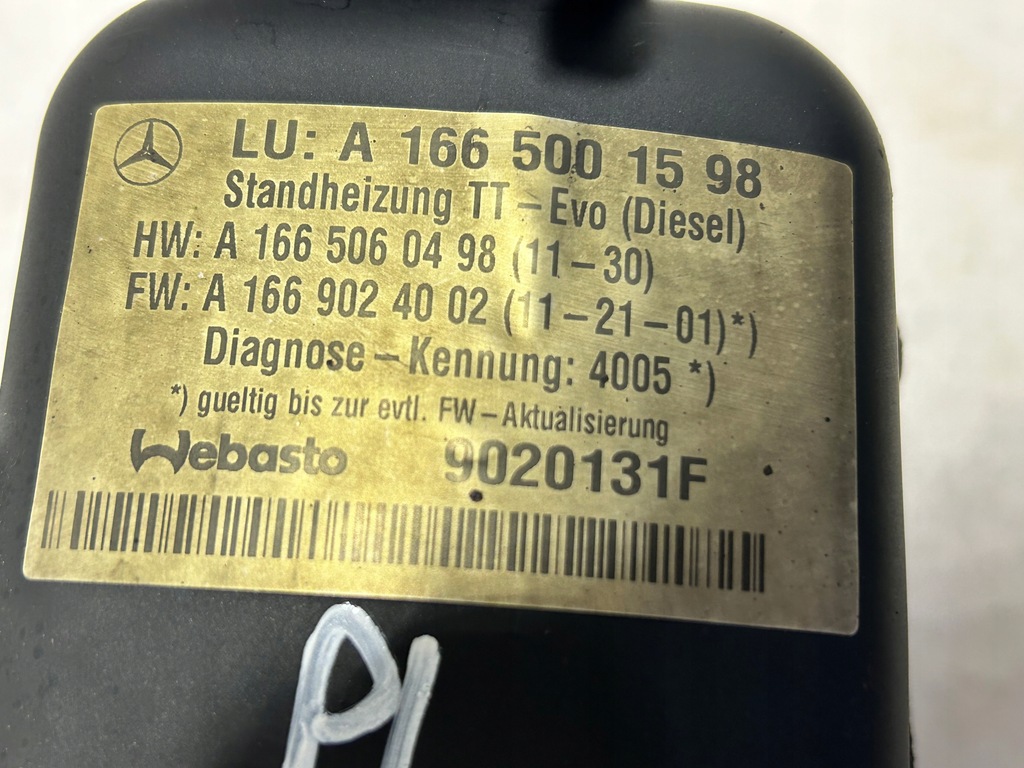 LU: A 166 500 15 98
Standheizung TT – Evo (Diesel)
HW: A 166 506 04 98 (11 – 30)
FW: A 166 902 40 02 (11 – 21 – 01)*)
Diagnose – Kennung: 4005 *)
*) gueltig bis zur evtl. FW – Aktualisierung
Webasto 9020131F